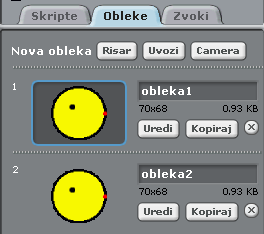 Skripte Obleke Zvoki
Nova obleka Risar Uvozi Camera
1
obleka1
70x68 0.93 KB
Uredi Kopiraj
2
obleka2
70x68 0.93 KB
Uredi Kopiraj